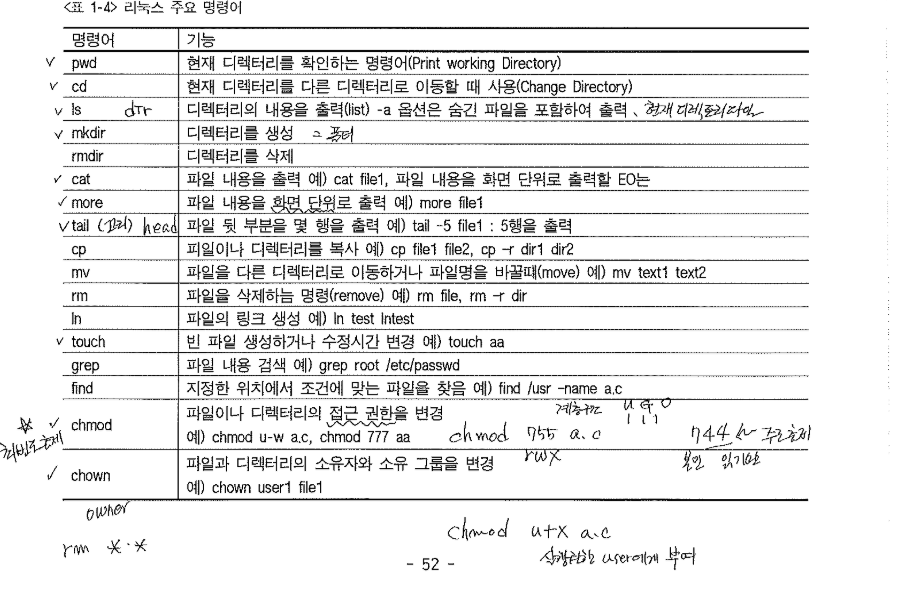 <표 1-4> 리눅스 주요 명령어
명령어 기능
✓ pwd 현재 디렉터리를 확인하는 명령어(Print working Directory)
✓ cd 현재 디렉터리를 다른 디렉터리로 이동할 때 사용(Change Directory)
✓ ls dir 디렉터리의 내용을 출력(list) -a 옵션은 숨긴 파일을 포함하여 출력、현재디렉토리파일
✓ mkdir 디렉터리를 생성 폴더
rmdir 디렉터리를 삭제
✓ cat 파일 내용을 출력 예) cat file1, 파일 내용을 화면 단위로 출력할 EO는
✓ more 파일 내용을 화면 단위로 출력 예) more file1
✓ tail (꼬리) head 파일 뒷 부분을 몇 행을 출력 예) tail -5 file1 : 5행을 출력
cp 파일이나 디렉터리를 복사 예) cp file1 file2, cp -r dir1 dir2
mv 파일을 다른 디렉터리로 이동하거나 파일명을 바꿀때(move) 예) mv text1 text2
rm 파일을 삭제하는 명령(remove) 예) rm file, rm -r dir
ln 파일의 링크 생성 예) ln test lntest
✓ touch 빈 파일 생성하거나 수정시간 변경 예) touch aa
grep 파일 내용 검색 예) grep root /etc/passwd
find 지정한 위치에서 조건에 맞는 파일을 찾음 예) find /usr -name a.c
☆ ✓ chmod 파일이나 디렉터리의 접근 권한을 변경 u G O
예) chmod u-w a.c, chmod 777 aa chmod 755 a.c 744
rwx 본인 읽기만
✓ chown 파일과 디렉터리의 소유자와 소유 그룹을 변경
예) chown user1 file1
owner
chmod u+x a.c
rm *.*
user에게 부여
- 52 -